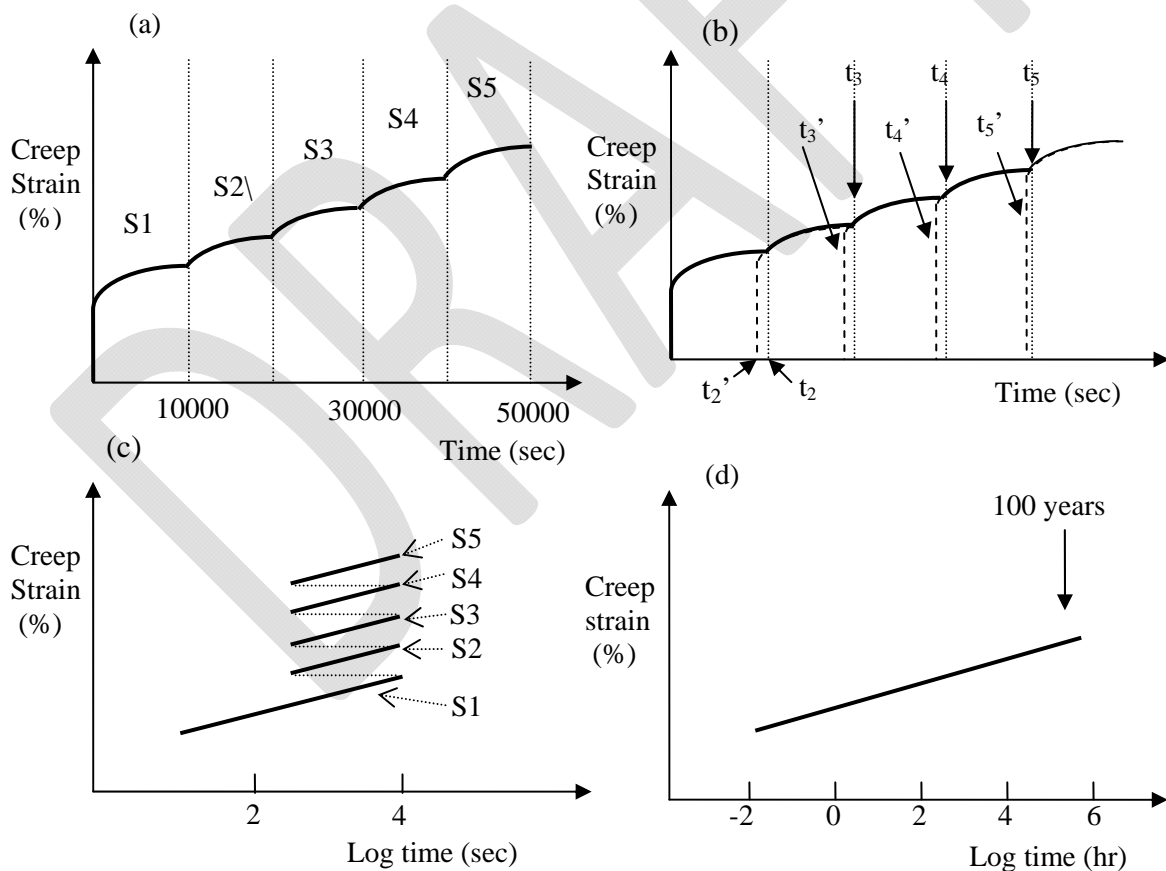 (a)
Creep
Strain
(%)
S1
S2\
S3
S4
S5
10000
30000
50000
Time (sec)
(b)
Creep
Strain
(%)
t3
t4
t5
t3’
t4’
t5’
t2’
t2
Time (sec)
(c)
Creep
Strain
(%)
S5
S4
S3
S2
S1
2
4
Log time (sec)
(d)
100 years
Creep
strain
(%)
-2
0
2
4
6
Log time (hr)
DRAFT